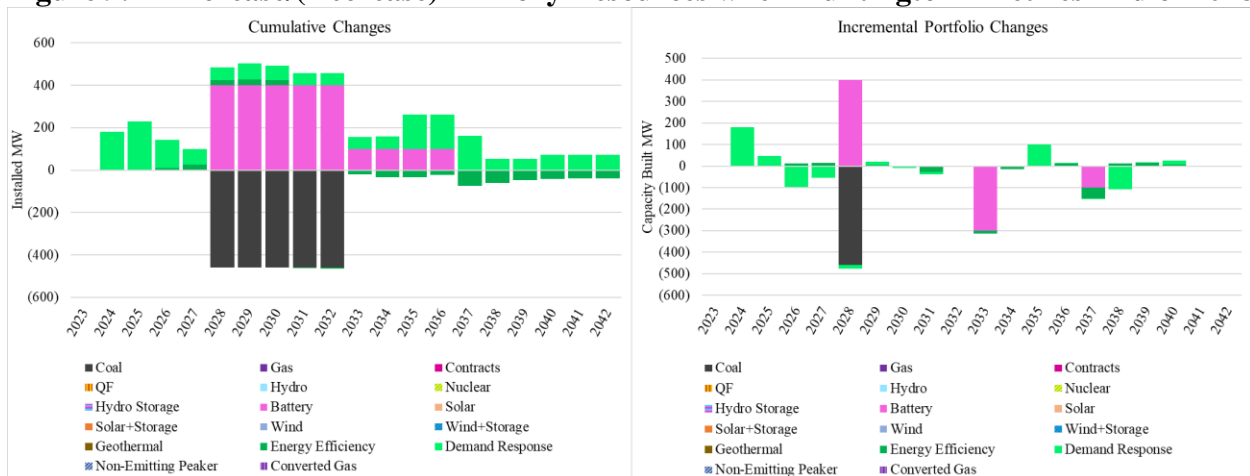 Cumulative Changes
Installed MW
600
400
200
0
(200)
(400)
(600)
2023 2024 2025 2026 2027 2028 2029 2030 2031 2032 2033 2034 2035 2036 2037 2038 2039 2040 2041 2042
Coal Gas Contracts
QF Hydro Nuclear
Hydro Storage Battery Solar
Solar+Storage Wind Wind+Storage
Geothermal Energy Efficiency Demand Response
Non-Emitting Peaker Converted Gas
Incremental Portfolio Changes
Capacity Built MW
500
400
300
200
100
0
(100)
(200)
(300)
(400)
(500)
(600)
2023 2024 2025 2026 2027 2028 2029 2030 2031 2032 2033 2034 2035 2036 2037 2038 2039 2040 2041 2042
Coal Gas Contracts
QF Hydro Nuclear
Hydro Storage Battery Solar
Solar+Storage Wind Wind+Storage
Geothermal Energy Efficiency Demand Response
Non-Emitting Peaker Converted Gas